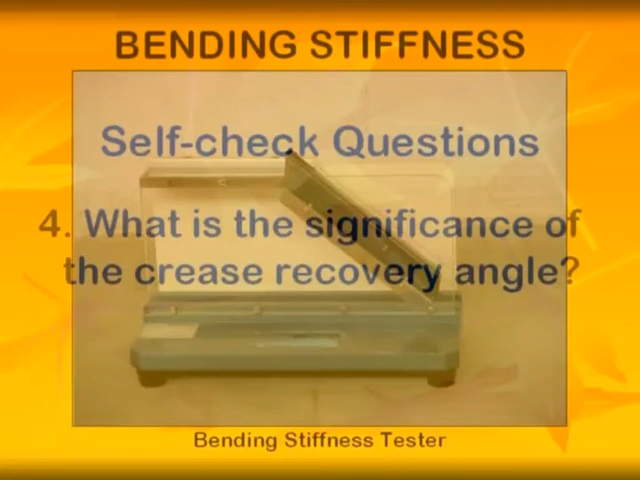 BENDING STIFFNESS
Self-check Questions
4. What is the significance of
the crease recovery angle?
Bending Stiffness Tester